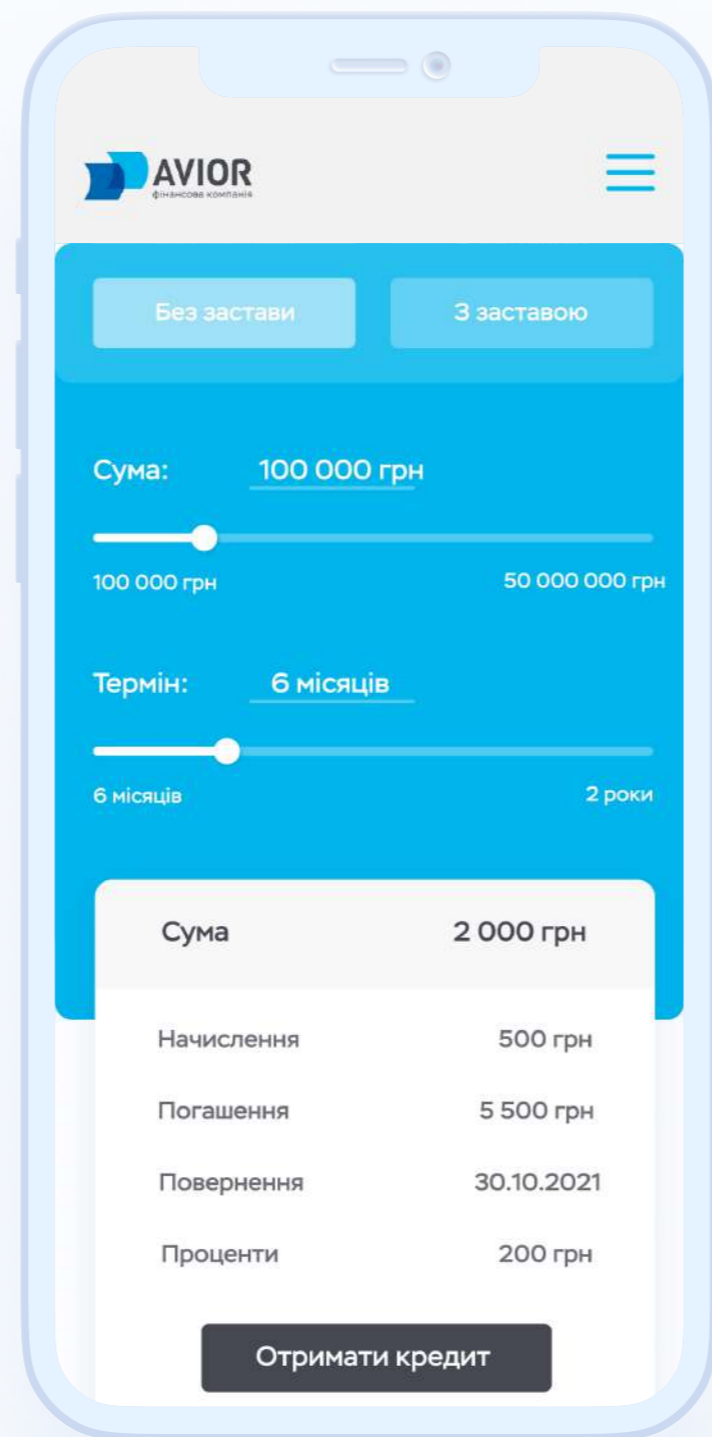 AVIOR
фінансова компанія
Без застави З заставою
Сума: 100 000 грн
100 000 грн 50 000 000 грн
Термін: 6 місяців
6 місяців 2 роки
Сума 2 000 грн
Начислення 500 грн
Погашення 5 500 грн
Повернення 30.10.2021
Проценти 200 грн
Отримати кредит